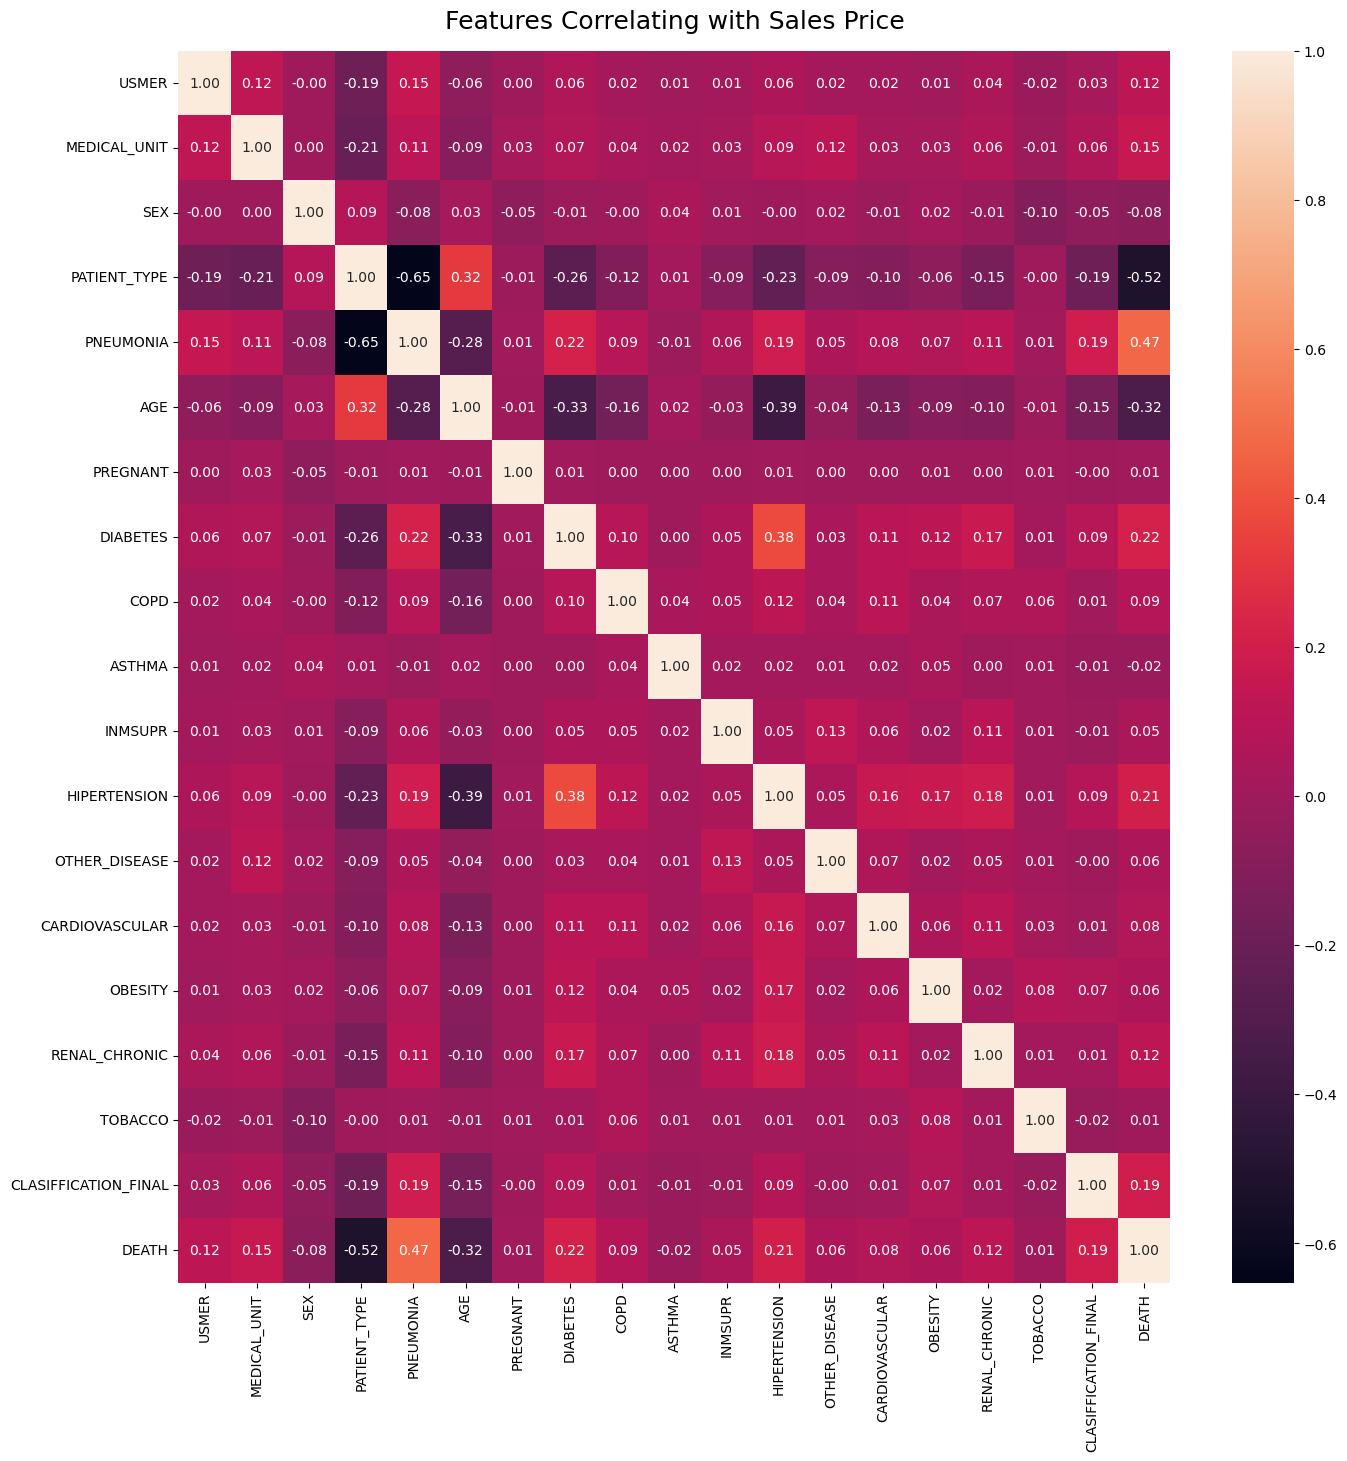 Features Correlating with Sales Price
USMER 1.00 0.12 -0.00 -0.19 0.15 -0.06 0.00 0.06 0.02 0.01 0.01 0.06 0.02 0.02 0.01 0.04 -0.02 0.03 0.12
MEDICAL_UNIT 0.12 1.00 0.00 -0.21 0.11 -0.09 0.03 0.07 0.04 0.02 0.03 0.09 0.12 0.03 0.03 0.06 -0.01 0.06 0.15
SEX -0.00 0.00 1.00 0.09 -0.08 0.03 -0.05 -0.01 -0.00 0.04 0.01 -0.00 0.02 -0.01 0.02 -0.01 -0.10 -0.05 -0.08
PATIENT_TYPE -0.19 -0.21 0.09 1.00 -0.65 0.32 -0.01 -0.26 -0.12 0.01 -0.09 -0.23 -0.09 -0.10 -0.06 -0.15 -0.00 -0.19 -0.52
PNEUMONIA 0.15 0.11 -0.08 -0.65 1.00 -0.28 0.01 0.22 0.09 -0.01 0.06 0.19 0.05 0.08 0.07 0.11 0.01 0.19 0.47
AGE -0.06 -0.09 0.03 0.32 -0.28 1.00 -0.01 -0.33 -0.16 0.02 -0.03 -0.39 -0.04 -0.13 -0.09 -0.10 -0.01 -0.15 -0.32
PREGNANT 0.00 0.03 -0.05 -0.01 0.01 -0.01 1.00 0.01 0.00 0.00 0.00 0.01 0.00 0.00 0.01 0.00 0.01 -0.00 0.01
DIABETES 0.06 0.07 -0.01 -0.26 0.22 -0.33 0.01 1.00 0.10 0.00 0.05 0.38 0.03 0.11 0.12 0.17 0.01 0.09 0.22
COPD 0.02 0.04 -0.00 -0.12 0.09 -0.16 0.00 0.10 1.00 0.04 0.05 0.12 0.04 0.11 0.04 0.07 0.06 0.01 0.09
ASTHMA 0.01 0.02 0.04 0.01 -0.01 0.02 0.00 0.00 0.04 1.00 0.02 0.02 0.01 0.02 0.05 0.00 0.01 -0.01 -0.02
INMSUPR 0.01 0.03 0.01 -0.09 0.06 -0.03 0.00 0.05 0.05 0.02 1.00 0.05 0.13 0.06 0.02 0.11 0.01 -0.01 0.05
HIPERTENSION 0.06 0.09 -0.00 -0.23 0.19 -0.39 0.01 0.38 0.12 0.02 0.05 1.00 0.05 0.16 0.17 0.18 0.01 0.09 0.21
OTHER_DISEASE 0.02 0.12 0.02 -0.09 0.05 -0.04 0.00 0.03 0.04 0.01 0.13 0.05 1.00 0.07 0.02 0.05 0.01 -0.00 0.06
CARDIOVASCULAR 0.02 0.03 -0.01 -0.10 0.08 -0.13 0.00 0.11 0.11 0.02 0.06 0.16 0.07 1.00 0.06 0.11 0.03 0.01 0.08
OBESITY 0.01 0.03 0.02 -0.06 0.07 -0.09 0.01 0.12 0.04 0.05 0.02 0.17 0.02 0.06 1.00 0.02 0.08 0.07 0.06
RENAL_CHRONIC 0.04 0.06 -0.01 -0.15 0.11 -0.10 0.00 0.17 0.07 0.00 0.11 0.18 0.05 0.11 0.02 1.00 0.01 0.01 0.12
TOBACCO -0.02 -0.01 -0.10 -0.00 0.01 -0.01 0.01 0.01 0.06 0.01 0.01 0.01 0.01 0.03 0.08 0.01 1.00 -0.02 0.01
CLASIFFICATION_FINAL 0.03 0.06 -0.05 -0.19 0.19 -0.15 -0.00 0.09 0.01 -0.01 -0.01 0.09 -0.00 0.01 0.07 0.01 -0.02 1.00 0.19
DEATH 0.12 0.15 -0.08 -0.52 0.47 -0.32 0.01 0.22 0.09 -0.02 0.05 0.21 0.06 0.08 0.06 0.12 0.01 0.19 1.00
USMER
MEDICAL_UNIT
SEX
PATIENT_TYPE
PNEUMONIA
AGE
PREGNANT
DIABETES
COPD
ASTHMA
INMSUPR
HIPERTENSION
OTHER_DISEASE
CARDIOVASCULAR
OBESITY
RENAL_CHRONIC
TOBACCO
CLASIFFICATION_FINAL
DEATH
1.0
0.8
0.6
0.4
0.2
0.0
−0.2
−0.4
−0.6